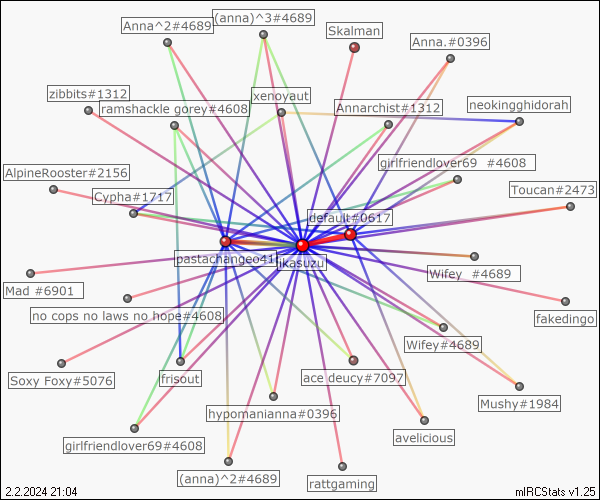 (anna)^3#4689
Anna^2#4689
Skalman
Anna.#0396
zibbits#1312
xenoyaut
ramshackle gorey#4608
Annarchist#1312
neokingghidorah
girlfriendlover69 #4608
AlpineRooster#2156
Cypha#1717
Toucan#2473
default#0617
pastachangeo41
jikasuzu
Wifey #4689
Mad #6901
no cops no laws no hope#4608
fakedingo
Wifey#4689
Soxy Foxy#5076
frisout
ace deucy#7097
Mushy#1984
hypomanianna#0396
girlfriendlover69#4608
avelicious
(anna)^2#4689
rattgaming
2.2.2024 21:04
mIRCStats v1.25